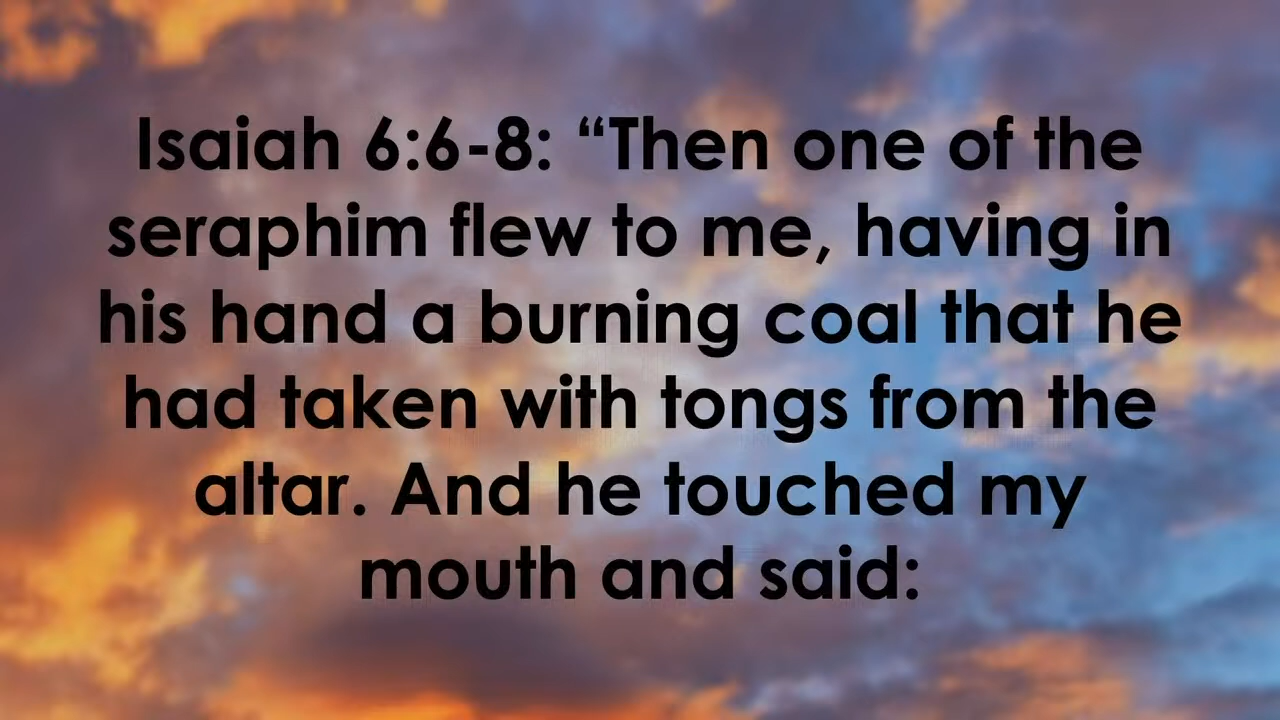 Isaiah 6:6-8: “Then one of the
seraphim flew to me, having in
his hand a burning coal that he
had taken with tongs from the
altar. And he touched my
mouth and said: